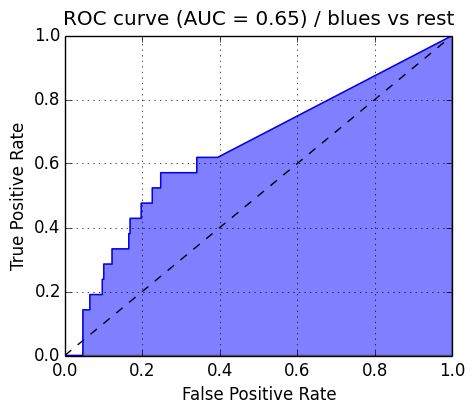 ROC curve (AUC = 0.65) / blues vs rest
1.0
0.8
0.6
0.4
0.2
0.0
True Positive Rate
0.0 0.2 0.4 0.6 0.8 1.0
False Positive Rate